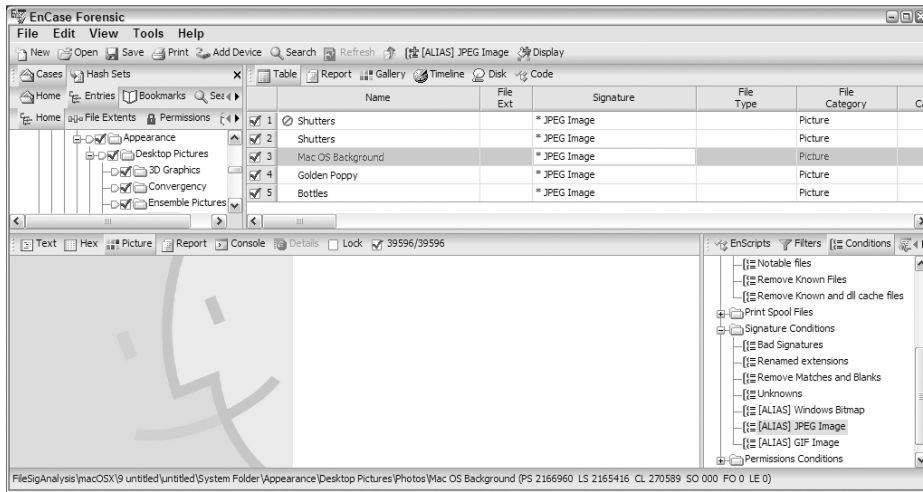 EnCase Forensic
File Edit View Tools Help
New Open Save Print Add Device Search Refresh [ALIAS] JPEG Image Display
Cases Hash Sets
Table Report Gallery Timeline Disk Code
Home Entries Bookmarks
Home File Extents Permissions
Appearance
Desktop Pictures
3D Graphics
Convergency
Ensemble Pictures
Name File Ext Signature File Type File Category
1 Shutters * JPEG Image Picture
2 Shutters * JPEG Image Picture
3 Mac OS Background * JPEG Image Picture
4 Golden Poppy * JPEG Image Picture
5 Bottles * JPEG Image Picture
Text Hex Picture Report Console Details Lock 39596/39596
EnScripts Filters Conditions
Notable files
Remove Known Files
Remove Known and dll cache files
Print Spool Files
Signature Conditions
Bad Signatures
Renamed extensions
Remove Matches and Blanks
Unknowns
[ALIAS] Windows Bitmap
[ALIAS] JPEG Image
[ALIAS] GIF Image
Permissions Conditions
FileSigAnalysis\macOSX\9 untitled\untitled\System Folder\Appearance\Desktop Pictures\Photos\Mac OS Background (PS 2166960 LS 2165416 CL 270589 SO 000 FO 0 LE 0)